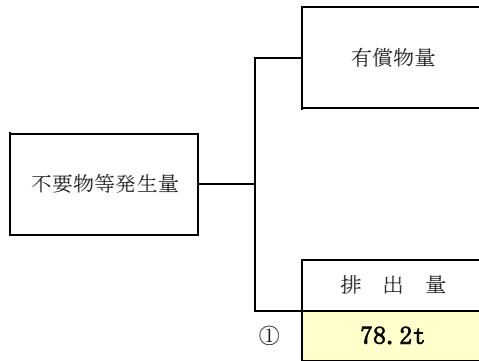 有償物量
不要物等発生量
排 出 量
① 78.2t